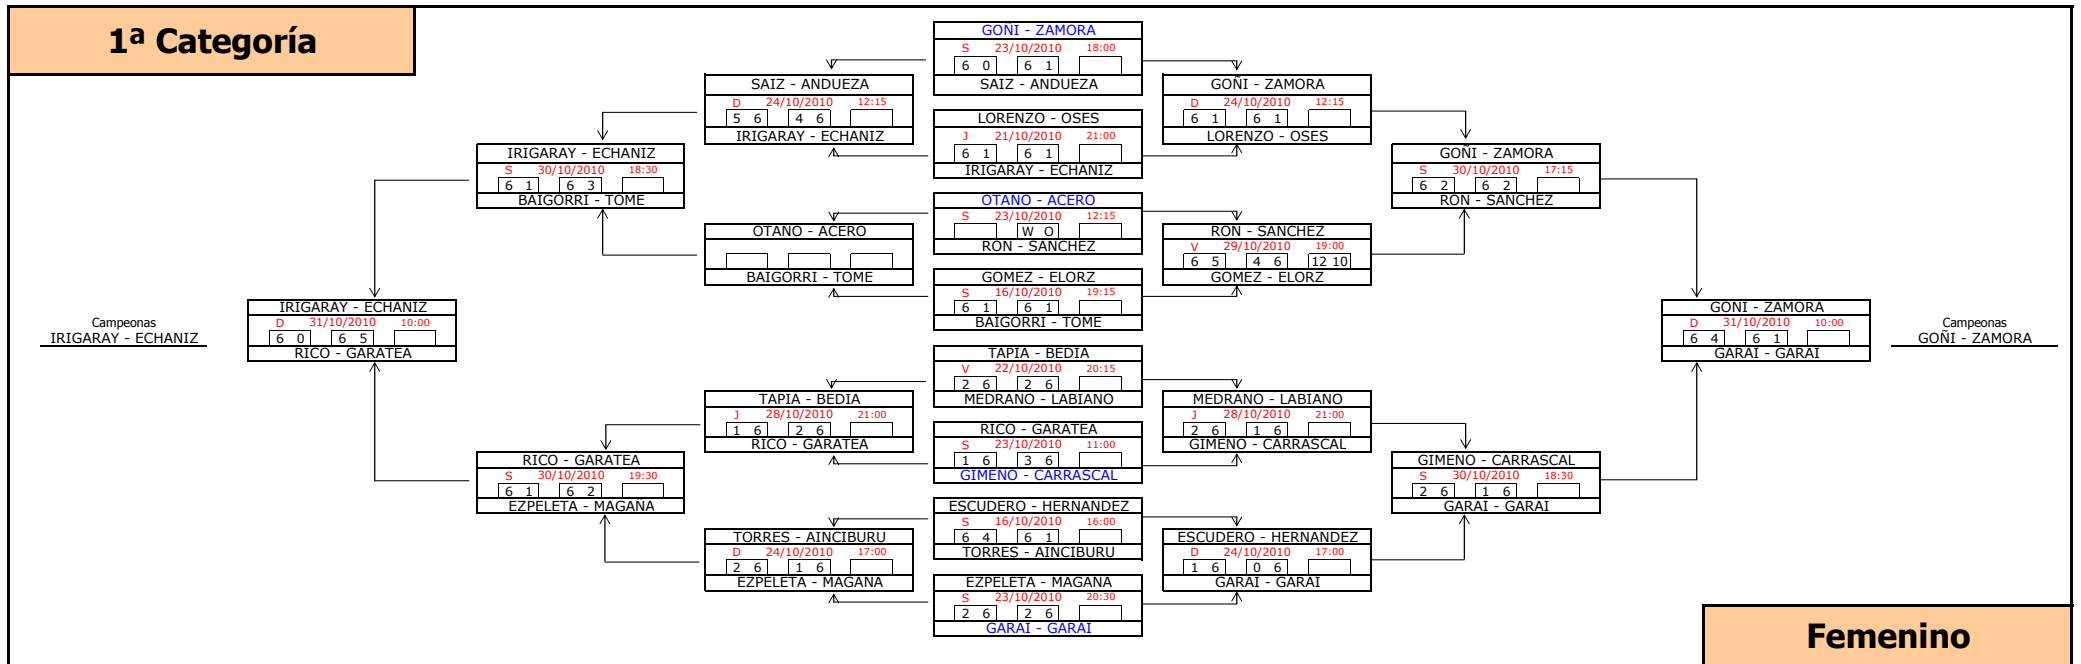 1ª Categoría
GOÑI - ZAMORA
S 23/10/2010 18:00
6 0 6 1
SAIZ - ANDUEZA
LORENZO - OSES
J 21/10/2010 21:00
6 1 6 1
IRIGARAY - ECHANIZ
OTANO - ACERO
S 23/10/2010 12:15
W O
RON - SANCHEZ
GOMEZ - ELORZ
S 16/10/2010 19:15
6 1 6 1
BAIGORRI - TOME
TAPIA - BEDIA
V 22/10/2010 20:15
2 6 2 6
MEDRANO - LABIANO
RICO - GARATEA
S 23/10/2010 11:00
1 6 3 6
GIMENO - CARRASCAL
ESCUDERO - HERNANDEZ
S 16/10/2010 16:00
6 4 6 1
TORRES - AINCIBURU
EZPELETA - MAGAÑA
S 23/10/2010 20:30
2 6 2 6
GARAI - GARAI
SAIZ - ANDUEZA
D 24/10/2010 12:15
5 6 4 6
IRIGARAY - ECHANIZ
OTANO - ACERO
BAIGORRI - TOME
TAPIA - BEDIA
J 28/10/2010 21:00
1 6 2 6
RICO - GARATEA
TORRES - AINCIBURU
D 24/10/2010 17:00
2 6 1 6
EZPELETA - MAGAÑA
IRIGARAY - ECHANIZ
S 30/10/2010 18:30
6 1 6 3
BAIGORRI - TOME
RICO - GARATEA
S 30/10/2010 19:30
6 1 6 2
EZPELETA - MAGAÑA
IRIGARAY - ECHANIZ
D 31/10/2010 10:00
6 0 6 5
RICO - GARATEA
Campeonas
IRIGARAY - ECHANIZ
GOÑI - ZAMORA
D 24/10/2010 12:15
6 1 6 1
LORENZO - OSES
RON - SANCHEZ
V 29/10/2010 19:00
6 5 4 6 12 10
GOMEZ - ELORZ
MEDRANO - LABIANO
J 28/10/2010 21:00
2 6 1 6
GIMENO - CARRASCAL
ESCUDERO - HERNANDEZ
D 24/10/2010 17:00
1 6 0 6
GARAI - GARAI
GOÑI - ZAMORA
S 30/10/2010 17:15
6 2 6 2
RON - SANCHEZ
GIMENO - CARRASCAL
S 30/10/2010 18:30
2 6 1 6
GARAI - GARAI
GOÑI - ZAMORA
D 31/10/2010 10:00
6 4 6 1
GARAI - GARAI
Campeonas
GOÑI - ZAMORA
Femenino